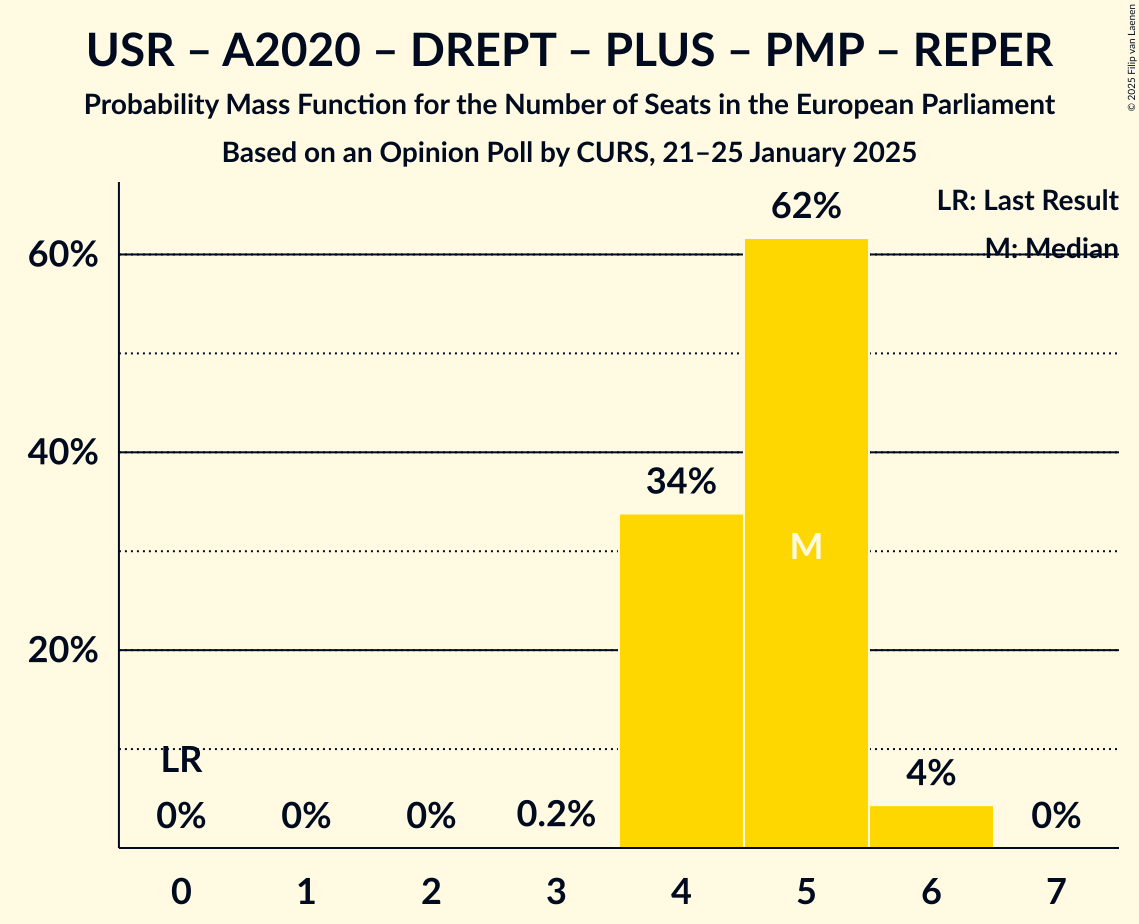 USR – A2020 – DREPT – PLUS – PMP – REPER
Probability Mass Function for the Number of Seats in the European Parliament
Based on an Opinion Poll by CURS, 21–25 January 2025
© 2025 Filip van Laenen
LR: Last Result
M: Median
62%
60%
40%
34%
M
20%
LR
4%
0% 0% 0% 0.2% 0%
0 1 2 3 4 5 6 7